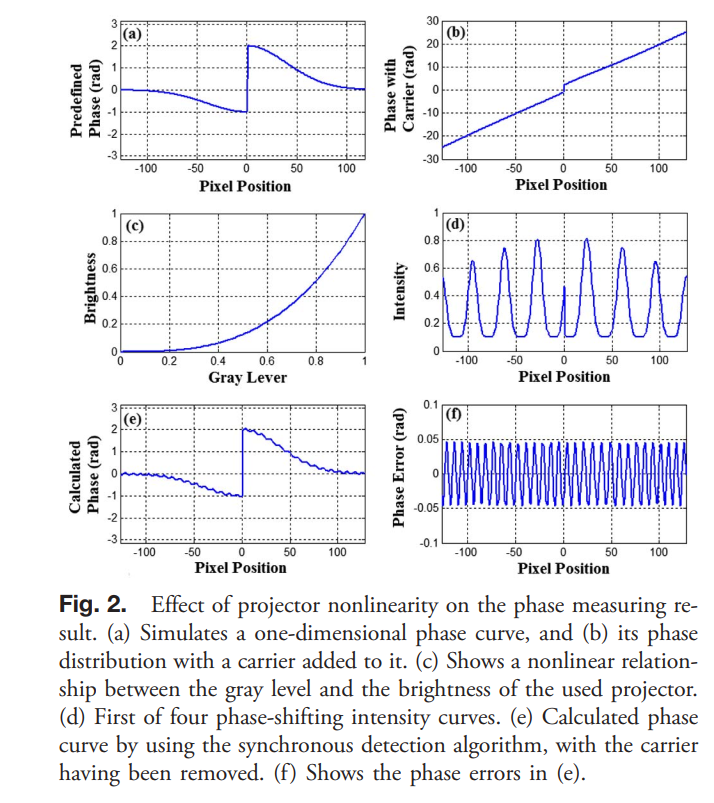 3
(a)
2
1
0
-1
-2
-3
-100 -50 0 50 100
Predefined
Phase (rad)
Pixel Position
30
(b)
20
10
0
-10
-20
-30
-100 -50 0 50 100
Phase with
Carrier (rad)
Pixel Position
1
(c)
0.8
0.6
0.4
0.2
0
0 0.2 0.4 0.6 0.8 1
Brightness
Gray Lever
1
(d)
0.8
0.6
0.4
0.2
0
-100 -50 0 50 100
Intensity
Pixel Position
3
(e)
2
1
0
-1
-2
-3
-100 -50 0 50 100
Calculated
Phase (rad)
Pixel Position
0.1
(f)
0.05
0
-0.05
-0.1
-100 -50 0 50 100
Phase Error (rad)
Pixel Position
Fig. 2. Effect of projector nonlinearity on the phase measuring re-
sult. (a) Simulates a one-dimensional phase curve, and (b) its phase
distribution with a carrier added to it. (c) Shows a nonlinear relation-
ship between the gray level and the brightness of the used projector.
(d) First of four phase-shifting intensity curves. (e) Calculated phase
curve by using the synchronous detection algorithm, with the carrier
having been removed. (f) Shows the phase errors in (e).